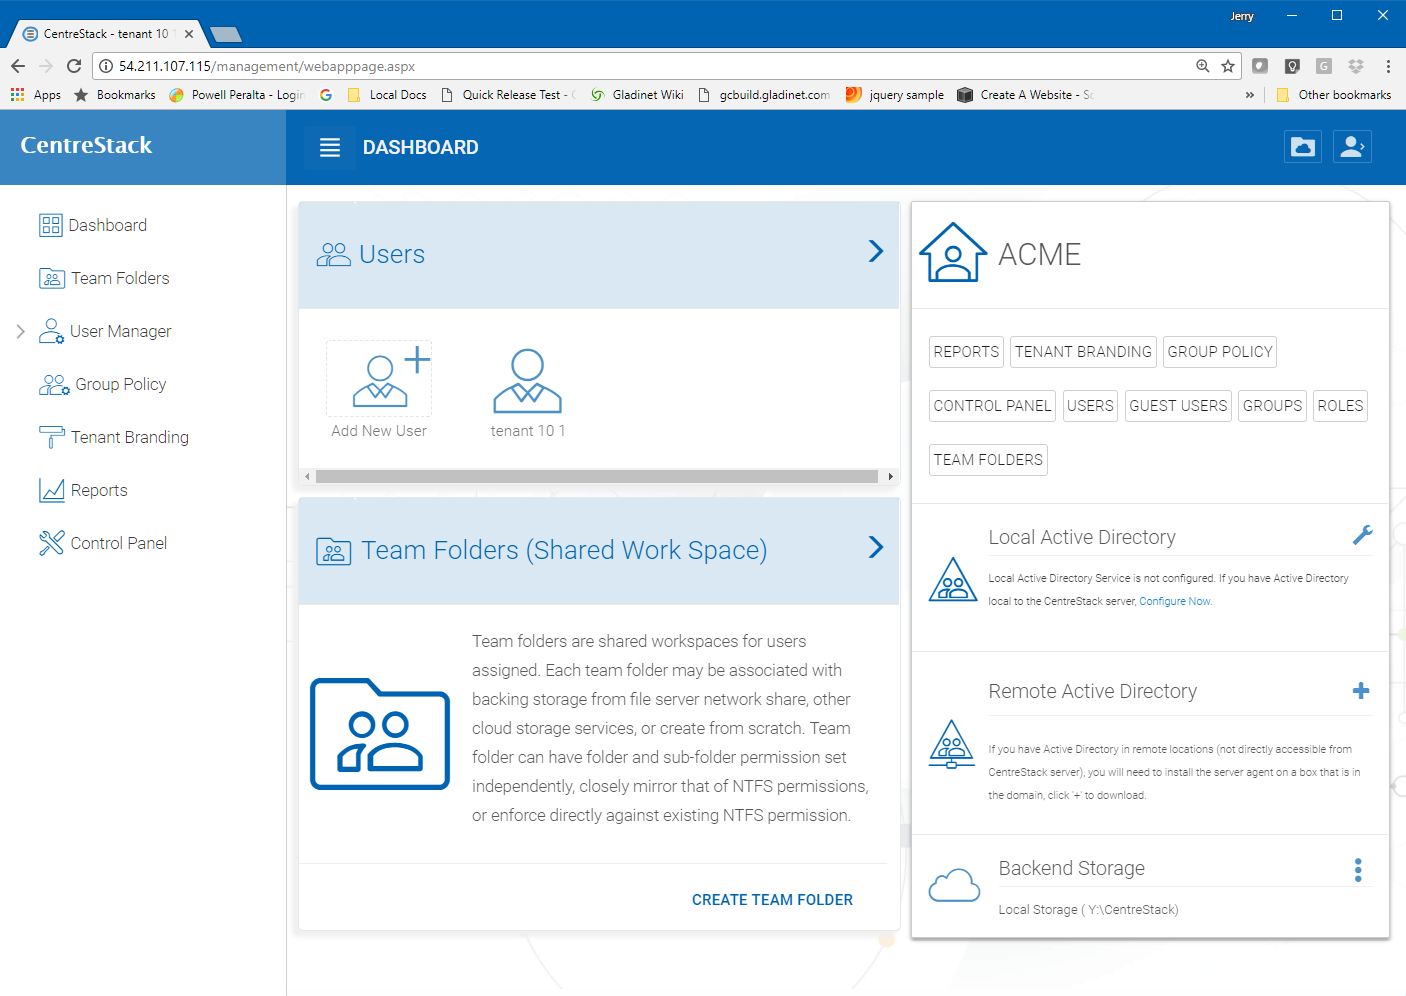 Jerry
CentreStack - tenant 10 1
54.211.107.115/management/webapppage.aspx
Apps Bookmarks Powell Peralta - Login Local Docs Quick Release Test - Gladinet Wiki gcbuild.gladinet.com jquery sample Create A Website - Other bookmarks
CentreStack
DASHBOARD
Dashboard
Team Folders
User Manager
Group Policy
Tenant Branding
Reports
Control Panel
Users
Add New User
tenant 10 1
Team Folders (Shared Work Space)
Team folders are shared workspaces for users
assigned. Each team folder may be associated with
backing storage from file server network share, other
cloud storage services, or create from scratch. Team
folder can have folder and sub-folder permission set
independently, closely mirror that of NTFS permissions,
or enforce directly against existing NTFS permission.
CREATE TEAM FOLDER
ACME
REPORTS TENANT BRANDING GROUP POLICY
CONTROL PANEL USERS GUEST USERS GROUPS ROLES
TEAM FOLDERS
Local Active Directory
Local Active Directory Service is not configured. If you have Active Directory
local to the CentreStack server, Configure Now.
Remote Active Directory
If you have Active Directory in remote locations (not directly accessible from
CentreStack server), you will need to install the server agent on a box that is in
the domain, click '+' to download.
Backend Storage
Local Storage ( Y:\CentreStack)